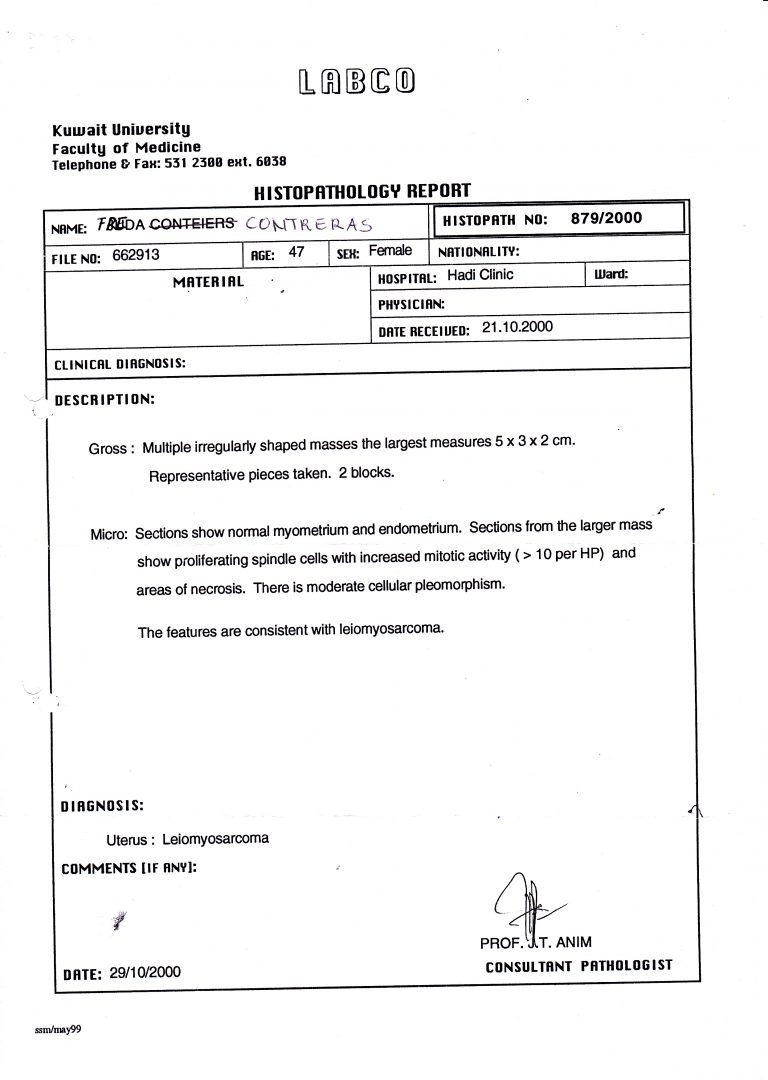 LABCO
Kuwait University
Faculty of Medicine
Telephone & Fax: 531 2300 ext. 6038
HISTOPATHOLOGY REPORT
NAME: CONTEIERS CONTRERAS
HISTOPATH NO: 879/2000
FILE NO: 662913 AGE: 47 SEX: Female NATIONALITY:
MATERIAL
HOSPITAL: Hadi Clinic Ward:
PHYSICIAN:
DATE RECEIVED: 21.10.2000
CLINICAL DIAGNOSIS:
DESCRIPTION:
Gross : Multiple irregularly shaped masses the largest measures 5 x 3 x 2 cm.
Representative pieces taken. 2 blocks.
Micro: Sections show normal myometrium and endometrium. Sections from the larger mass
show proliferating spindle cells with increased mitotic activity ( > 10 per HP) and
areas of necrosis. There is moderate cellular pleomorphism.
The features are consistent with leiomyosarcoma.
DIAGNOSIS:
Uterus : Leiomyosarcoma
COMMENTS [IF ANY]:
PROF. J.T. ANIM
CONSULTANT PATHOLOGIST
DATE: 29/10/2000
ssm/may99